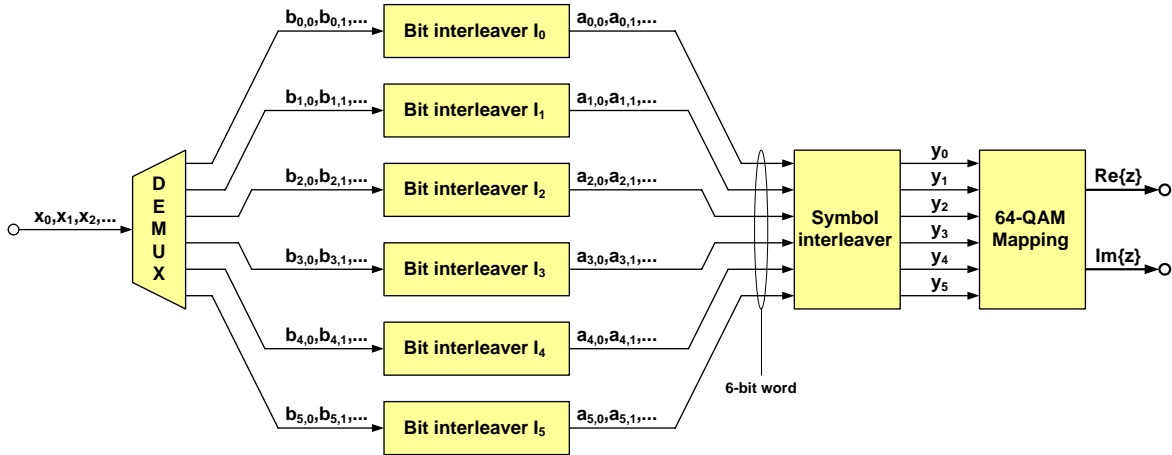 b0,0,b0,1,...
Bit interleaver I0
a0,0,a0,1,...
b1,0,b1,1,...
Bit interleaver I1
a1,0,a1,1,...
b2,0,b2,1,...
Bit interleaver I2
a2,0,a2,1,...
b3,0,b3,1,...
Bit interleaver I3
a3,0,a3,1,...
b4,0,b4,1,...
Bit interleaver I4
a4,0,a4,1,...
b5,0,b5,1,...
Bit interleaver I5
a5,0,a5,1,...
x0,x1,x2,...
DEMUX
6-bit word
Symbol
interleaver
y0
y1
y2
y3
y4
y5
64-QAM
Mapping
Re{z}
Im{z}